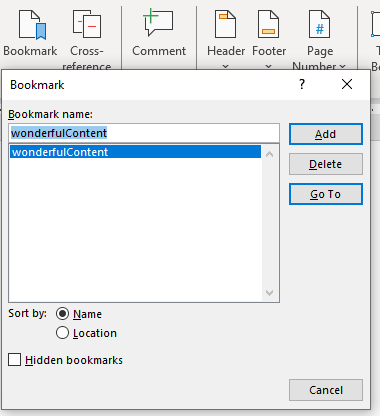 Bookmark Cross-
reference Comment Header Footer Page
Number
Bookmark ?
Bookmark name:
wonderfulContent Add
wonderfulContent
Delete
Go To
Sort by: Name
Location
Hidden bookmarks
Cancel